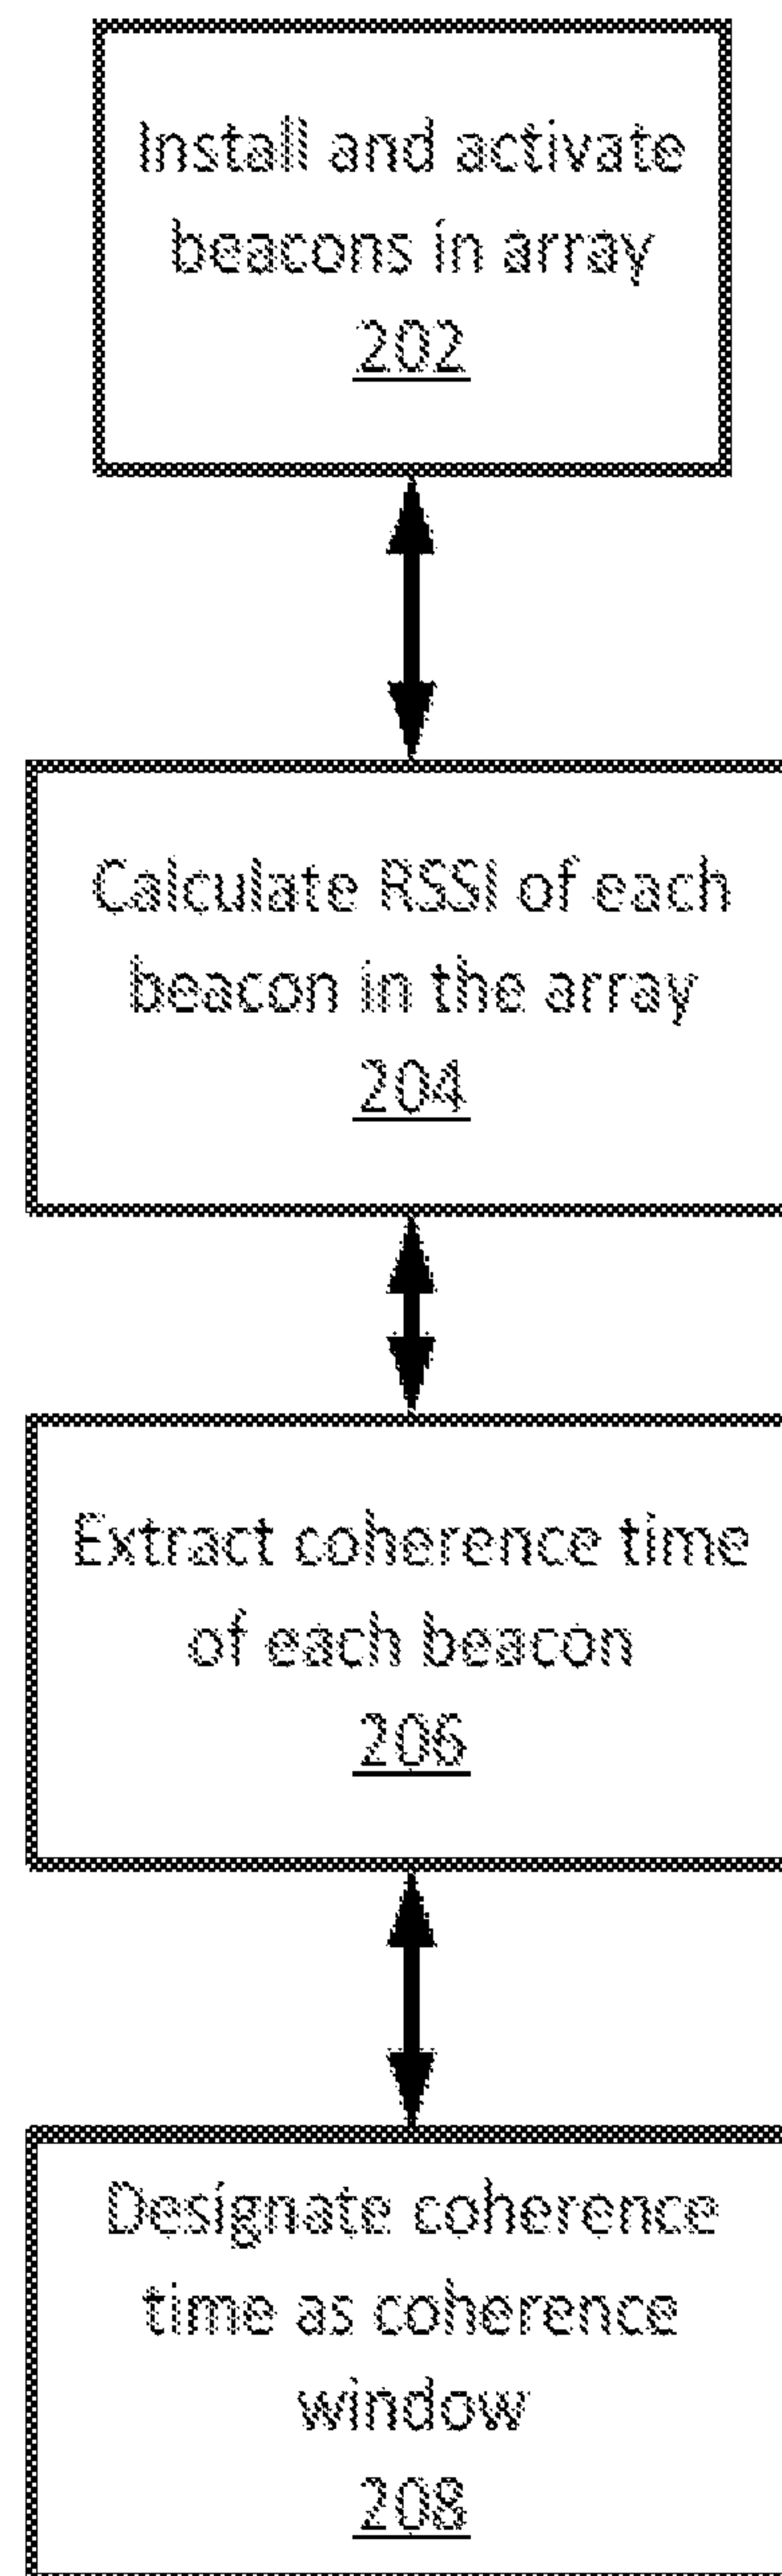 Install and activate
beacons in array
202
Calculate RSSI of each
beacon in the array
204
Extract coherence time
of each beacon
206
Designate coherence
time as coherence
window
208